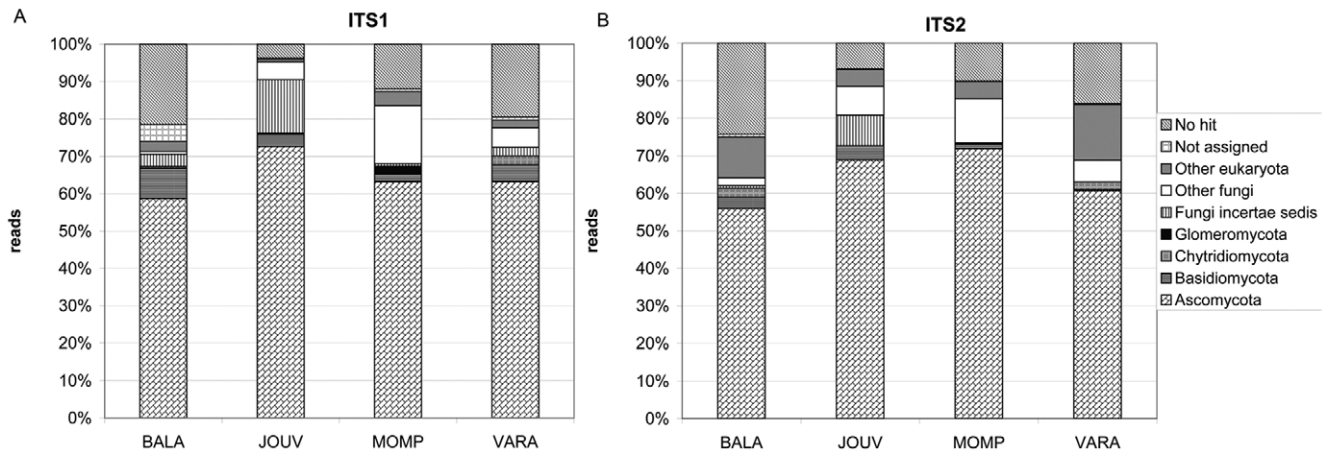 A
ITS1
100%
90%
80%
70%
60%
50%
40%
30%
20%
10%
0%
reads
BALA
JOUV
MOMP
VARA
B
ITS2
100%
90%
80%
70%
60%
50%
40%
30%
20%
10%
0%
reads
BALA
JOUV
MOMP
VARA
No hit
Not assigned
Other eukaryota
Other fungi
Fungi incertae sedis
Glomeromycota
Chytridiomycota
Basidiomycota
Ascomycota